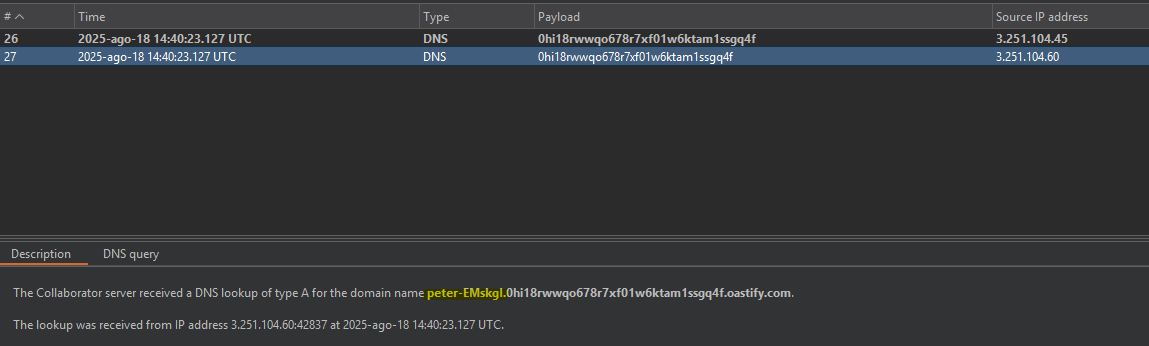 # Time Type Payload Source IP address
26 2025-ago-18 14:40:23.127 UTC DNS 0hi18rwwqo678r7xf01w6ktam1ssgq4f 3.251.104.45
27 2025-ago-18 14:40:23.127 UTC DNS 0hi18rwwqo678r7xf01w6ktam1ssgq4f 3.251.104.60
Description DNS query
The Collaborator server received a DNS lookup of type A for the domain name peter-EMskgl.0hi18rwwqo678r7xf01w6ktam1ssgq4f.oastify.com.
The lookup was received from IP address 3.251.104.60:42837 at 2025-ago-18 14:40:23.127 UTC.